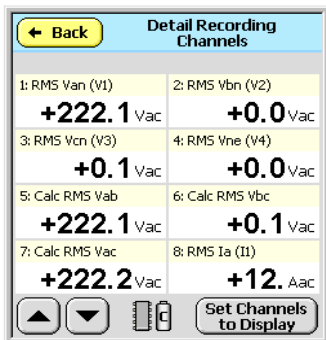 ← Back
Detail Recording
Channels
1: RMS Van (V1)
2: RMS Vbn (V2)
+222.1 Vac
+0.0 Vac
3: RMS Vcn (V3)
4: RMS Vne (V4)
+0.1 Vac
+0.0 Vac
5: Calc RMS Vab
6: Calc RMS Vbc
+222.1 Vac
+0.1 Vac
7: Calc RMS Vac
8: RMS Ia (I1)
+222.2 Vac
+12. Aac
C
Set Channels
to Display